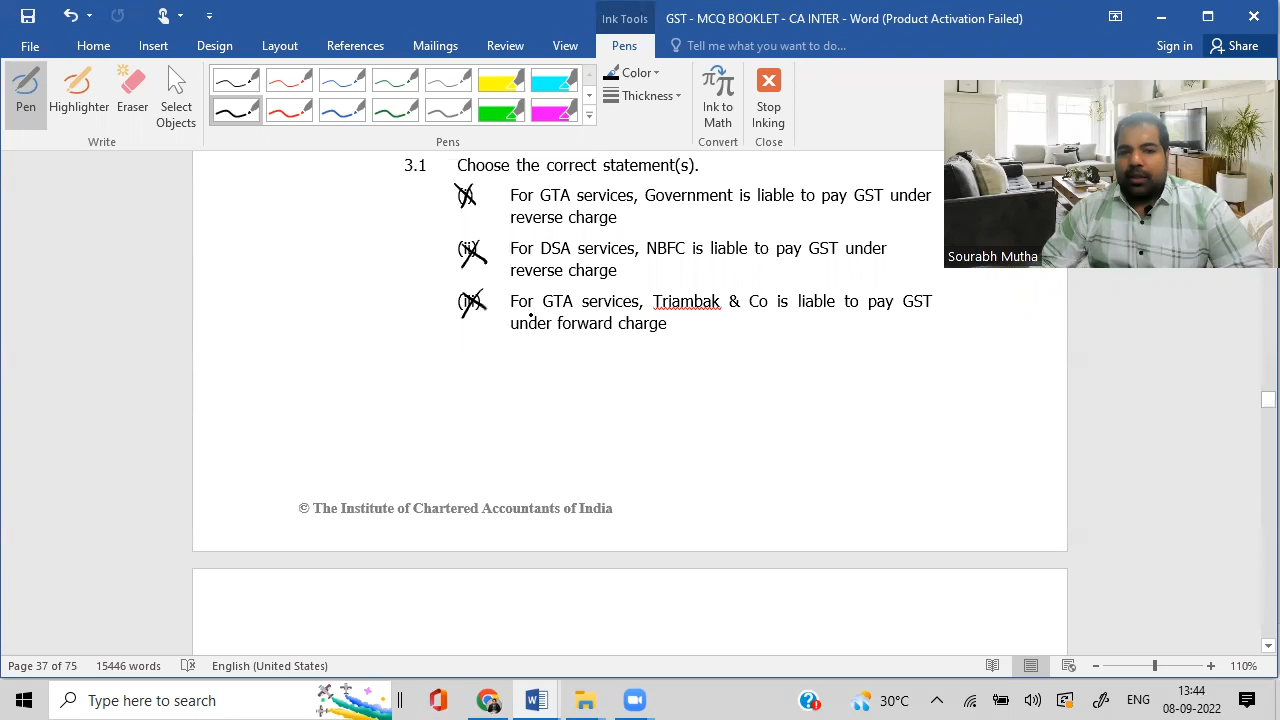 GST - MCQ BOOKLET - CA INTER - Word (Product Activation Failed)
Ink Tools
File Home Insert Design Layout References Mailings Review View Pens Tell me what you want to do... Sign in Share
Pen Highlighter Eraser Select Objects
Color
Thickness
Ink to Math
Stop Inking
Write Pens Convert Close
3.1 Choose the correct statement(s).
For GTA services, Government is liable to pay GST under
reverse charge
(ii) For DSA services, NBFC is liable to pay GST under
reverse charge
(iii) For GTA services, Triambak & Co is liable to pay GST
under forward charge
Sourabh Mutha
© The Institute of Chartered Accountants of India
Page 37 of 75 15446 words English (United States) 110%
Type here to search 30°C ENG 13:44
08-09-2022